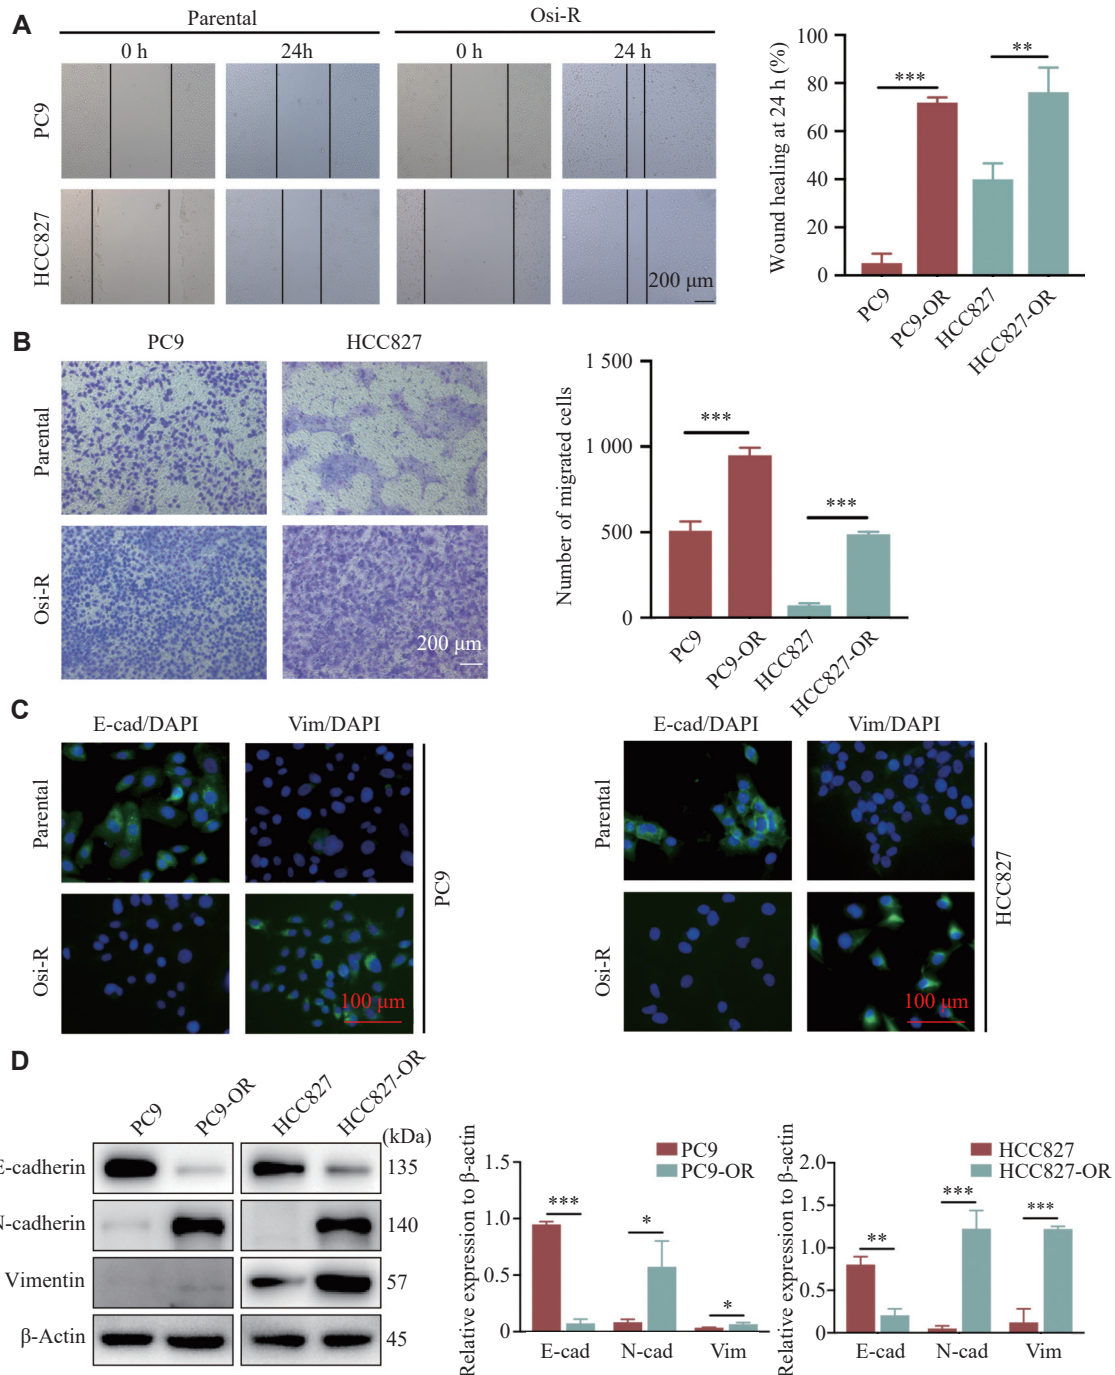 A
Parental
Osi-R
0 h
24h
0 h
24 h
PC9
HCC827
200 μm
Wound healing at 24 h (%)
100
80
60
40
20
0
***
**
PC9
PC9-OR
HCC827
HCC827-OR
B
PC9
HCC827
Parental
Osi-R
200 μm
Number of migrated cells
1 500
1 000
500
0
***
***
PC9
PC9-OR
HCC827
HCC827-OR
C
E-cad/DAPI
Vim/DAPI
Parental
Osi-R
100 μm
PC9
E-cad/DAPI
Vim/DAPI
Parental
Osi-R
100 μm
HCC827
D
PC9
PC9-OR
HCC827
HCC827-OR
(kDa)
E-cadherin
135
N-cadherin
140
Vimentin
57
β-Actin
45
Relative expression to β-actin
PC9
PC9-OR
1.5
1.0
0.5
0
***
*
*
E-cad
N-cad
Vim
Relative expression to β-actin
HCC827
HCC827-OR
2.0
1.5
1.0
0.5
0
**
***
***
E-cad
N-cad
Vim